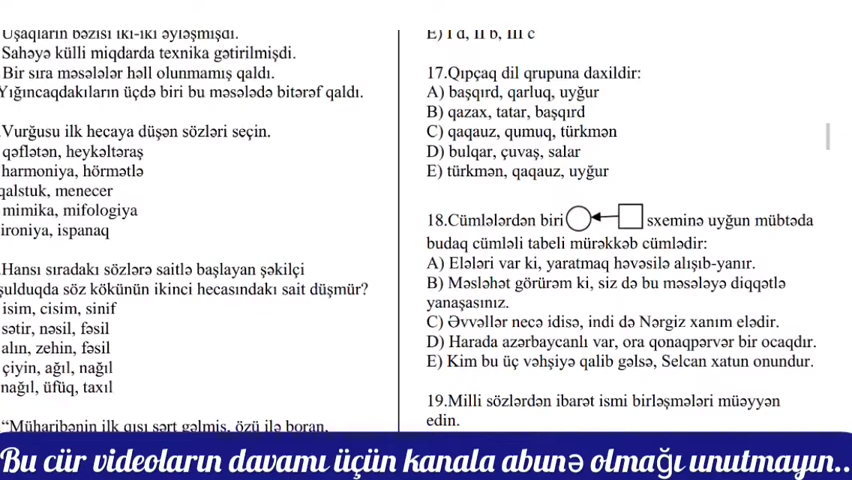 Uşaqların bəzisi iki-iki əyləşmişdi.
Sahəyə külli miqdarda texnika gətirilmişdi.
Bir sıra məsələlər həll olunmamış qaldı.
Yığıncaqdakıların üçdə biri bu məsələdə bitərəf qaldı.
.Vurğusu ilk hecaya düşən sözləri seçin.
qəflətən, heykəltəraş
harmoniya, hörmətlə
qalstuk, menecer
mimika, mifologiya
ironiya, ispanaq
.Hansı sıradakı sözlərə saitlə başlayan şəkilçi
şulduqda söz kökünün ikinci hecasındakı sait düşmür?
isim, cisim, sinif
sətir, nəsil, fəsil
alın, zehin, fəsil
çiyin, ağıl, nağıl
nağıl, üfüq, taxıl
.“Müharibənin ilk qışı sərt gəlmiş, özü ilə boran,
E) I a, II b, III c
17.Qıpçaq dil qrupuna daxildir:
A) başqırd, qarluq, uyğur
B) qazax, tatar, başqırd
C) qaqauz, qumuq, türkmən
D) bulqar, çuvaş, salar
E) türkmən, qaqauz, uyğur
18.Cümlələrdən biri sxeminə uyğun mübtəda
budaq cümləli tabeli mürəkkəb cümlədir:
A) Elələri var ki, yaratmaq həvəsilə alışıb-yanır.
B) Məsləhət görürəm ki, siz də bu məsələyə diqqətlə
yanaşasınız.
C) Əvvəllər necə idisə, indi də Nərgiz xanım elədir.
D) Harada azərbaycanlı var, ora qonaqpərvər bir ocaqdır.
E) Kim bu üç vəhşiyə qalib gəlsə, Selcan xatun onundur.
19.Milli sözlərdən ibarət ismi birləşmələri müəyyən
edin.
Bu cür videoların davamı üçün kanala abunə olmağı unutmayın..